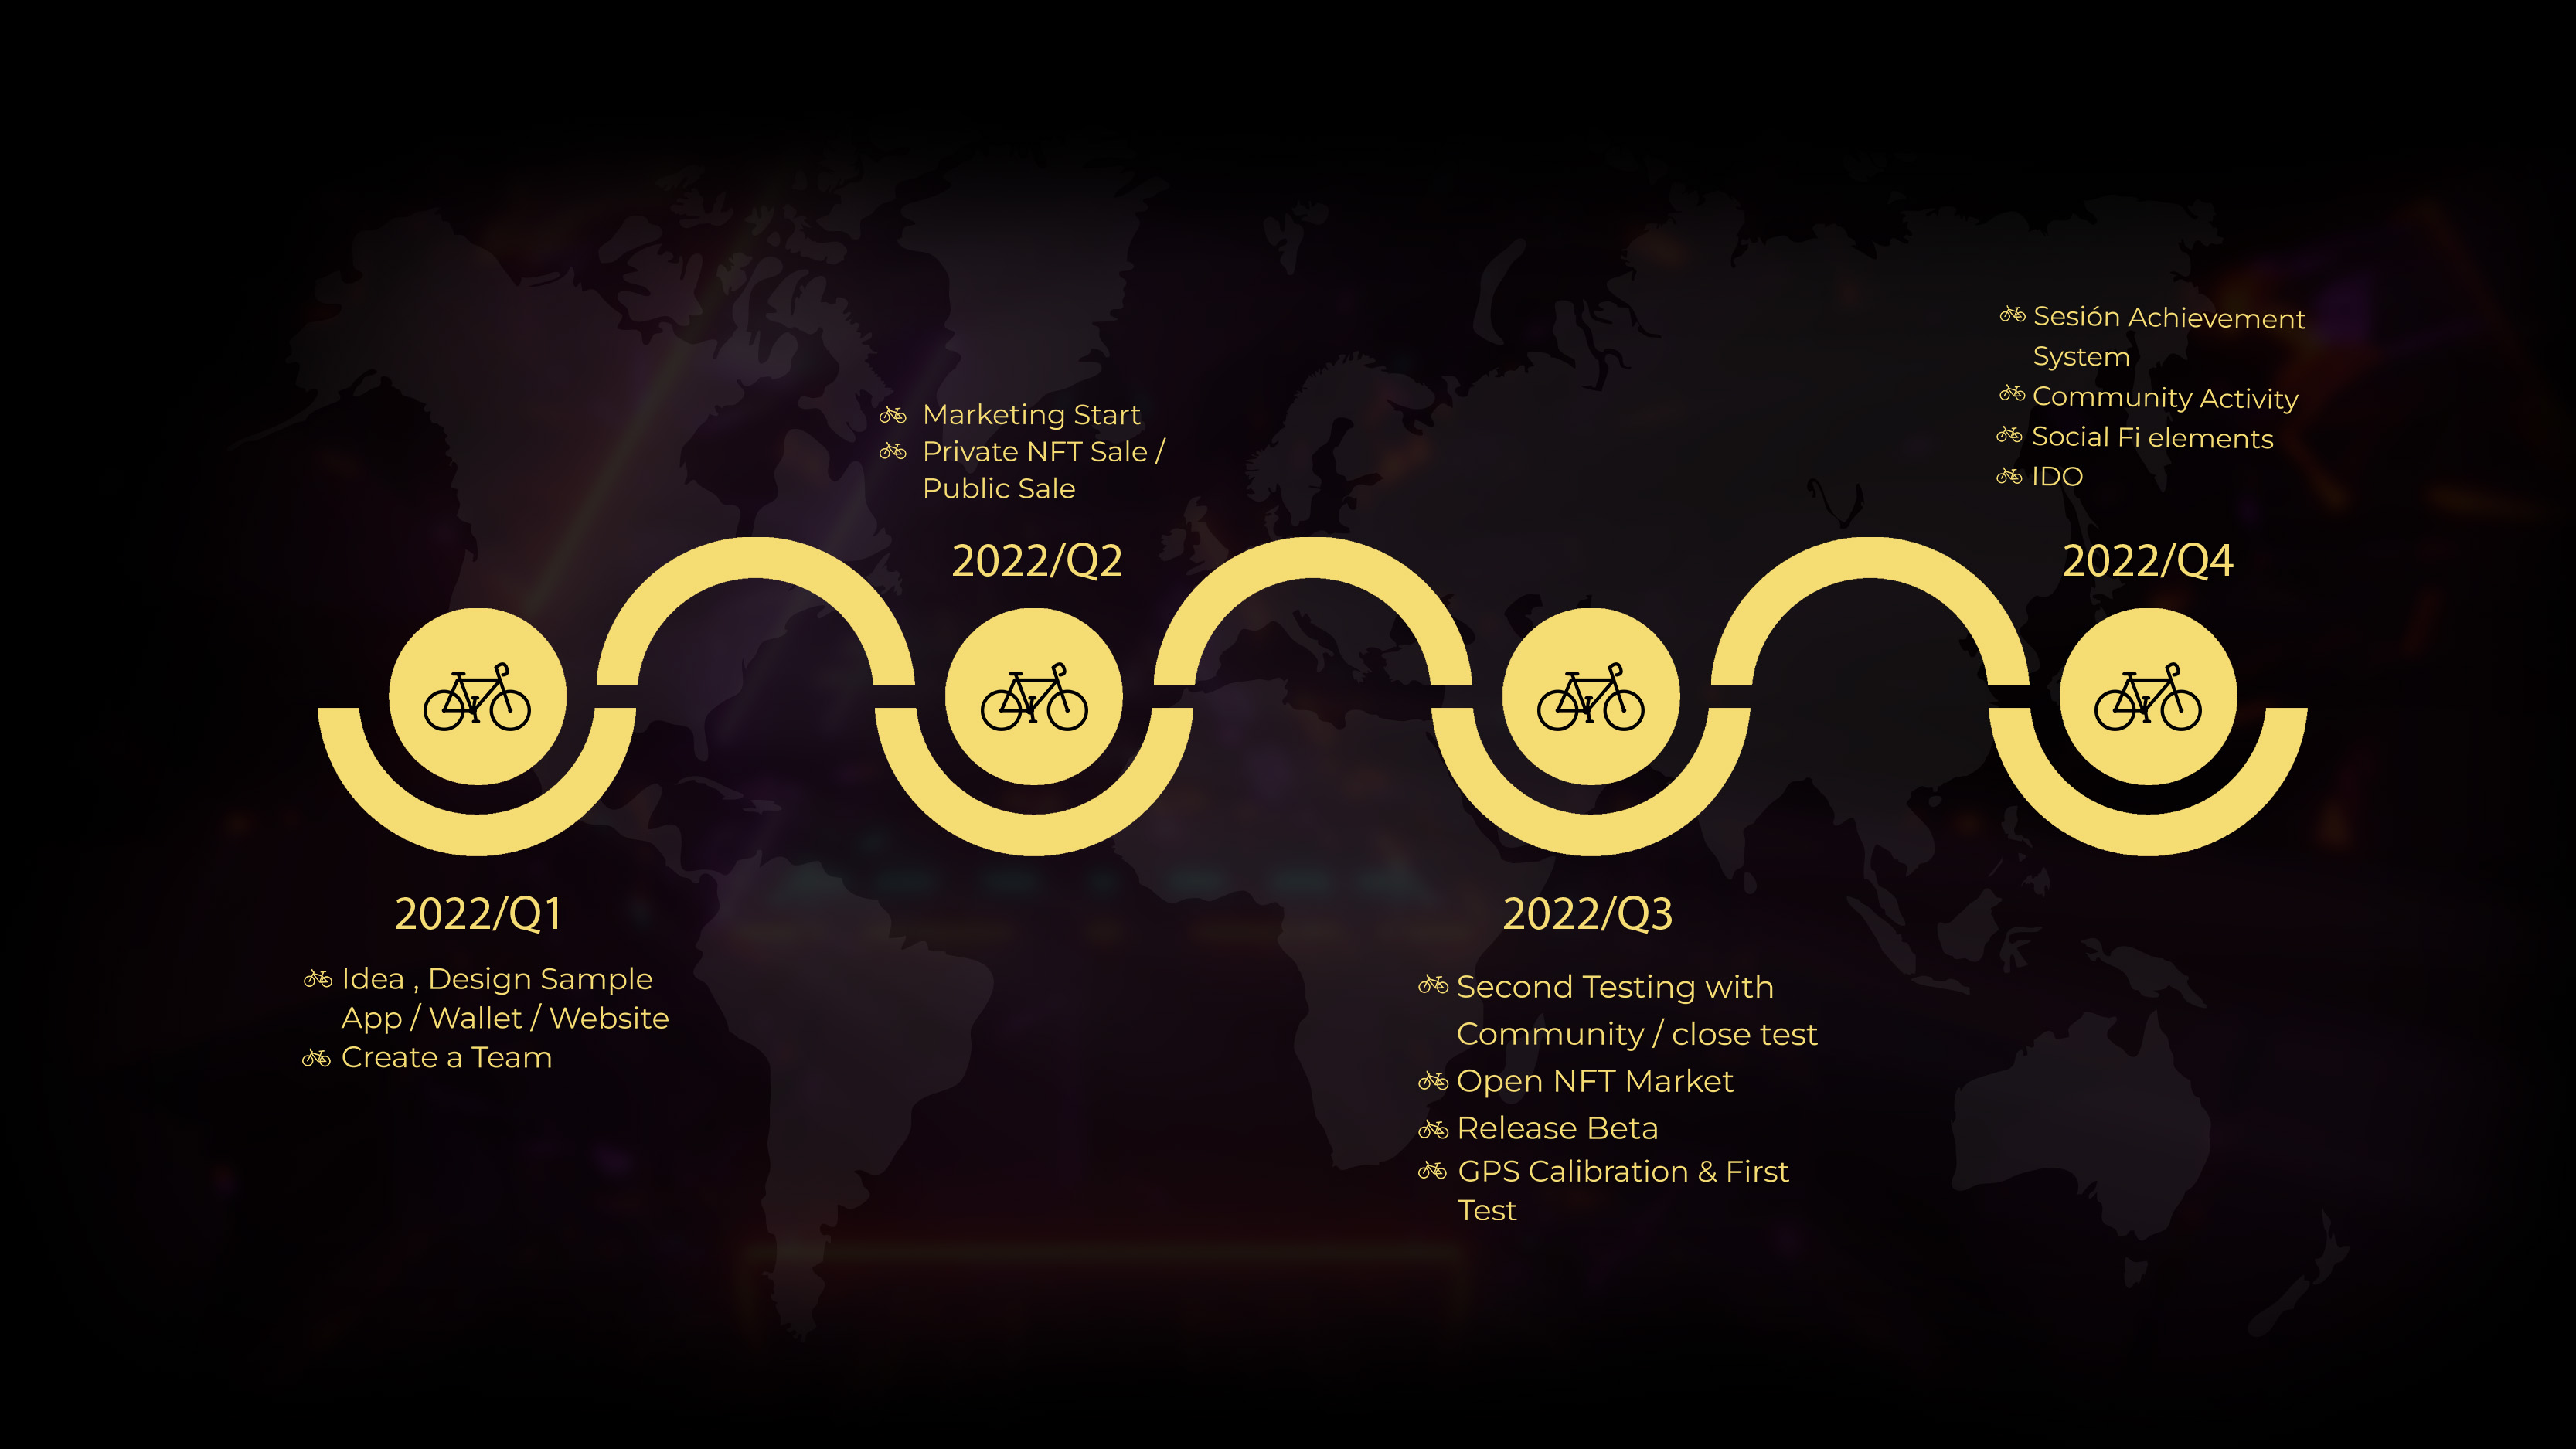 2022/Q1
Idea , Design Sample
App / Wallet / Website
Create a Team
Marketing Start
Private NFT Sale /
Public Sale
2022/Q2
2022/Q3
Second Testing with
Community / close test
Open NFT Market
Release Beta
GPS Calibration & First
Test
Sesión Achievement
System
Community Activity
Social Fi elements
IDO
2022/Q4